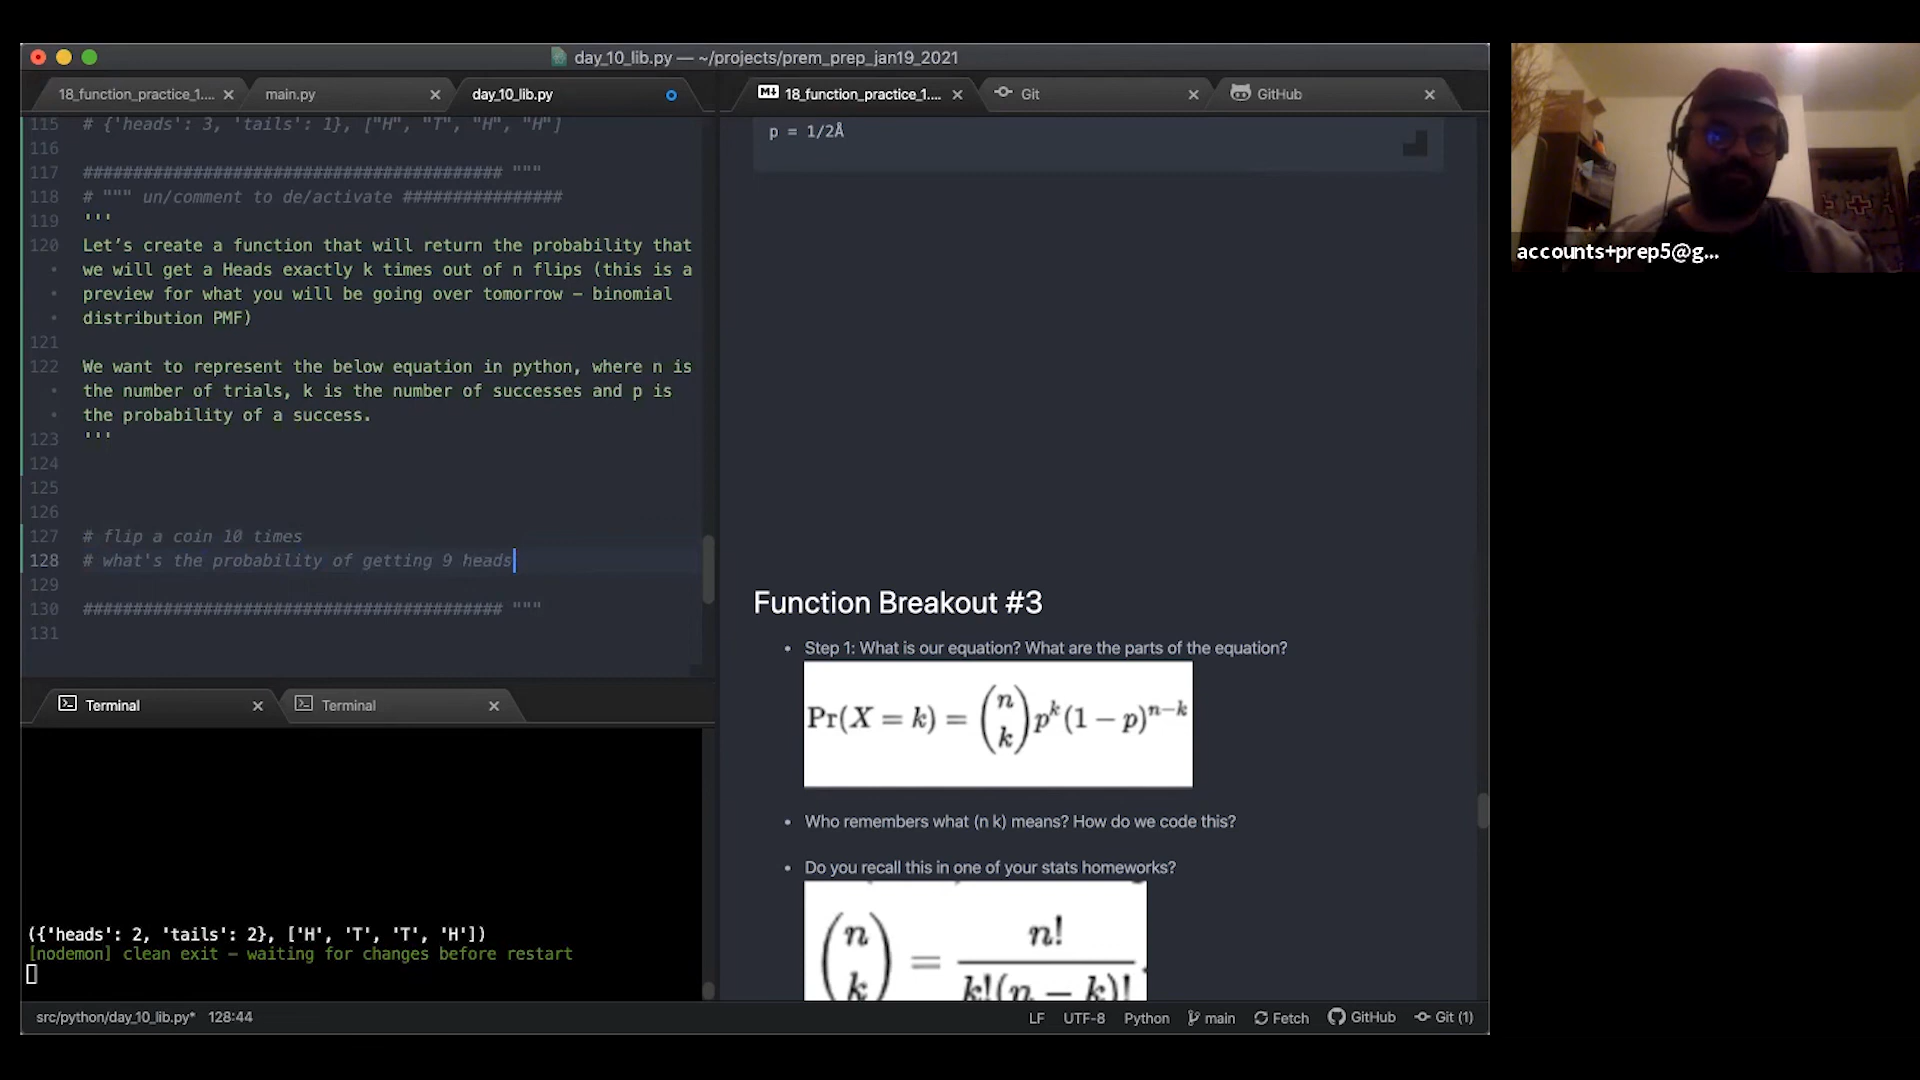 day_10_lib.py — ~/projects/prem_prep_jan19_2021
18_function_practice_1....
main.py
day_10_lib.py
18_function_practice_1....
Git
GitHub
115 # {'heads': 3, 'tails': 1}, ["H", "T", "H", "H"]
116
117 ########################################## """
118 # """ un/comment to de/activate ################
119 '''
120 Let’s create a function that will return the probability that
• we will get a Heads exactly k times out of n flips (this is a
• preview for what you will be going over tomorrow – binomial
• distribution PMF)
121
122 We want to represent the below equation in python, where n is
• the number of trials, k is the number of successes and p is
• the probability of a success.
123 '''
124
125
126
127 # flip a coin 10 times
128 # what's the probability of getting 9 heads
129
130 ########################################## """
131
Terminal
Terminal
({'heads': 2, 'tails': 2}, ['H', 'T', 'T', 'H'])
[nodemon] clean exit – waiting for changes before restart
p = 1/2Å
Function Breakout #3
• Step 1: What is our equation? What are the parts of the equation?
Pr(X = k) = (n k) p^k (1 − p)^{n−k}
• Who remembers what (n k) means? How do we code this?
• Do you recall this in one of your stats homeworks?
(n k) = n! / k!(n − k)!
src/python/day_10_lib.py* 128:44
LF UTF-8 Python main Fetch GitHub Git (1)
accounts+prep5@g...